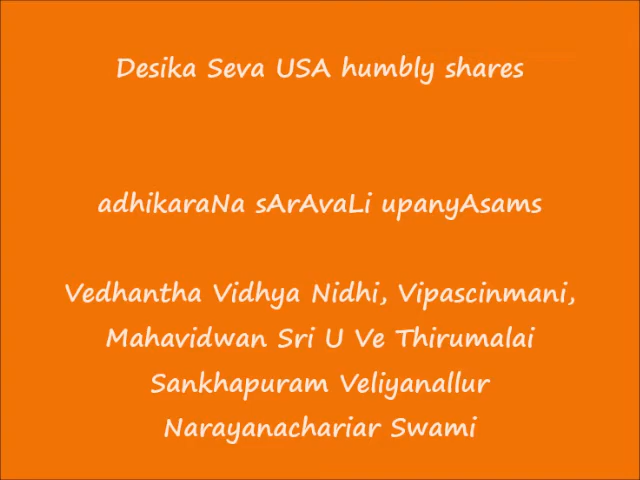 Desika Seva USA humbly shares
adhikaraNa sArAvaLi upanyAsams
Vedhantha Vidhya Nidhi, Vipascinmani,
Mahavidwan Sri U Ve Thirumalai
Sankhapuram Veliyanallur
Narayanachariar Swami